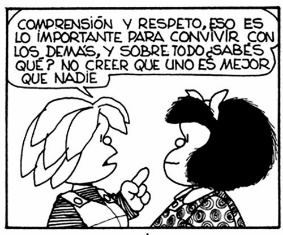 COMPRENSIÓN Y RESPETO, ESO ES
LO IMPORTANTE PARA CONVIVIR CON
LOS DEMÁS, Y SOBRE TODO ¿SABÉS
QUÉ? NO CREER QUE UNO ES MEJOR
QUE NADIE